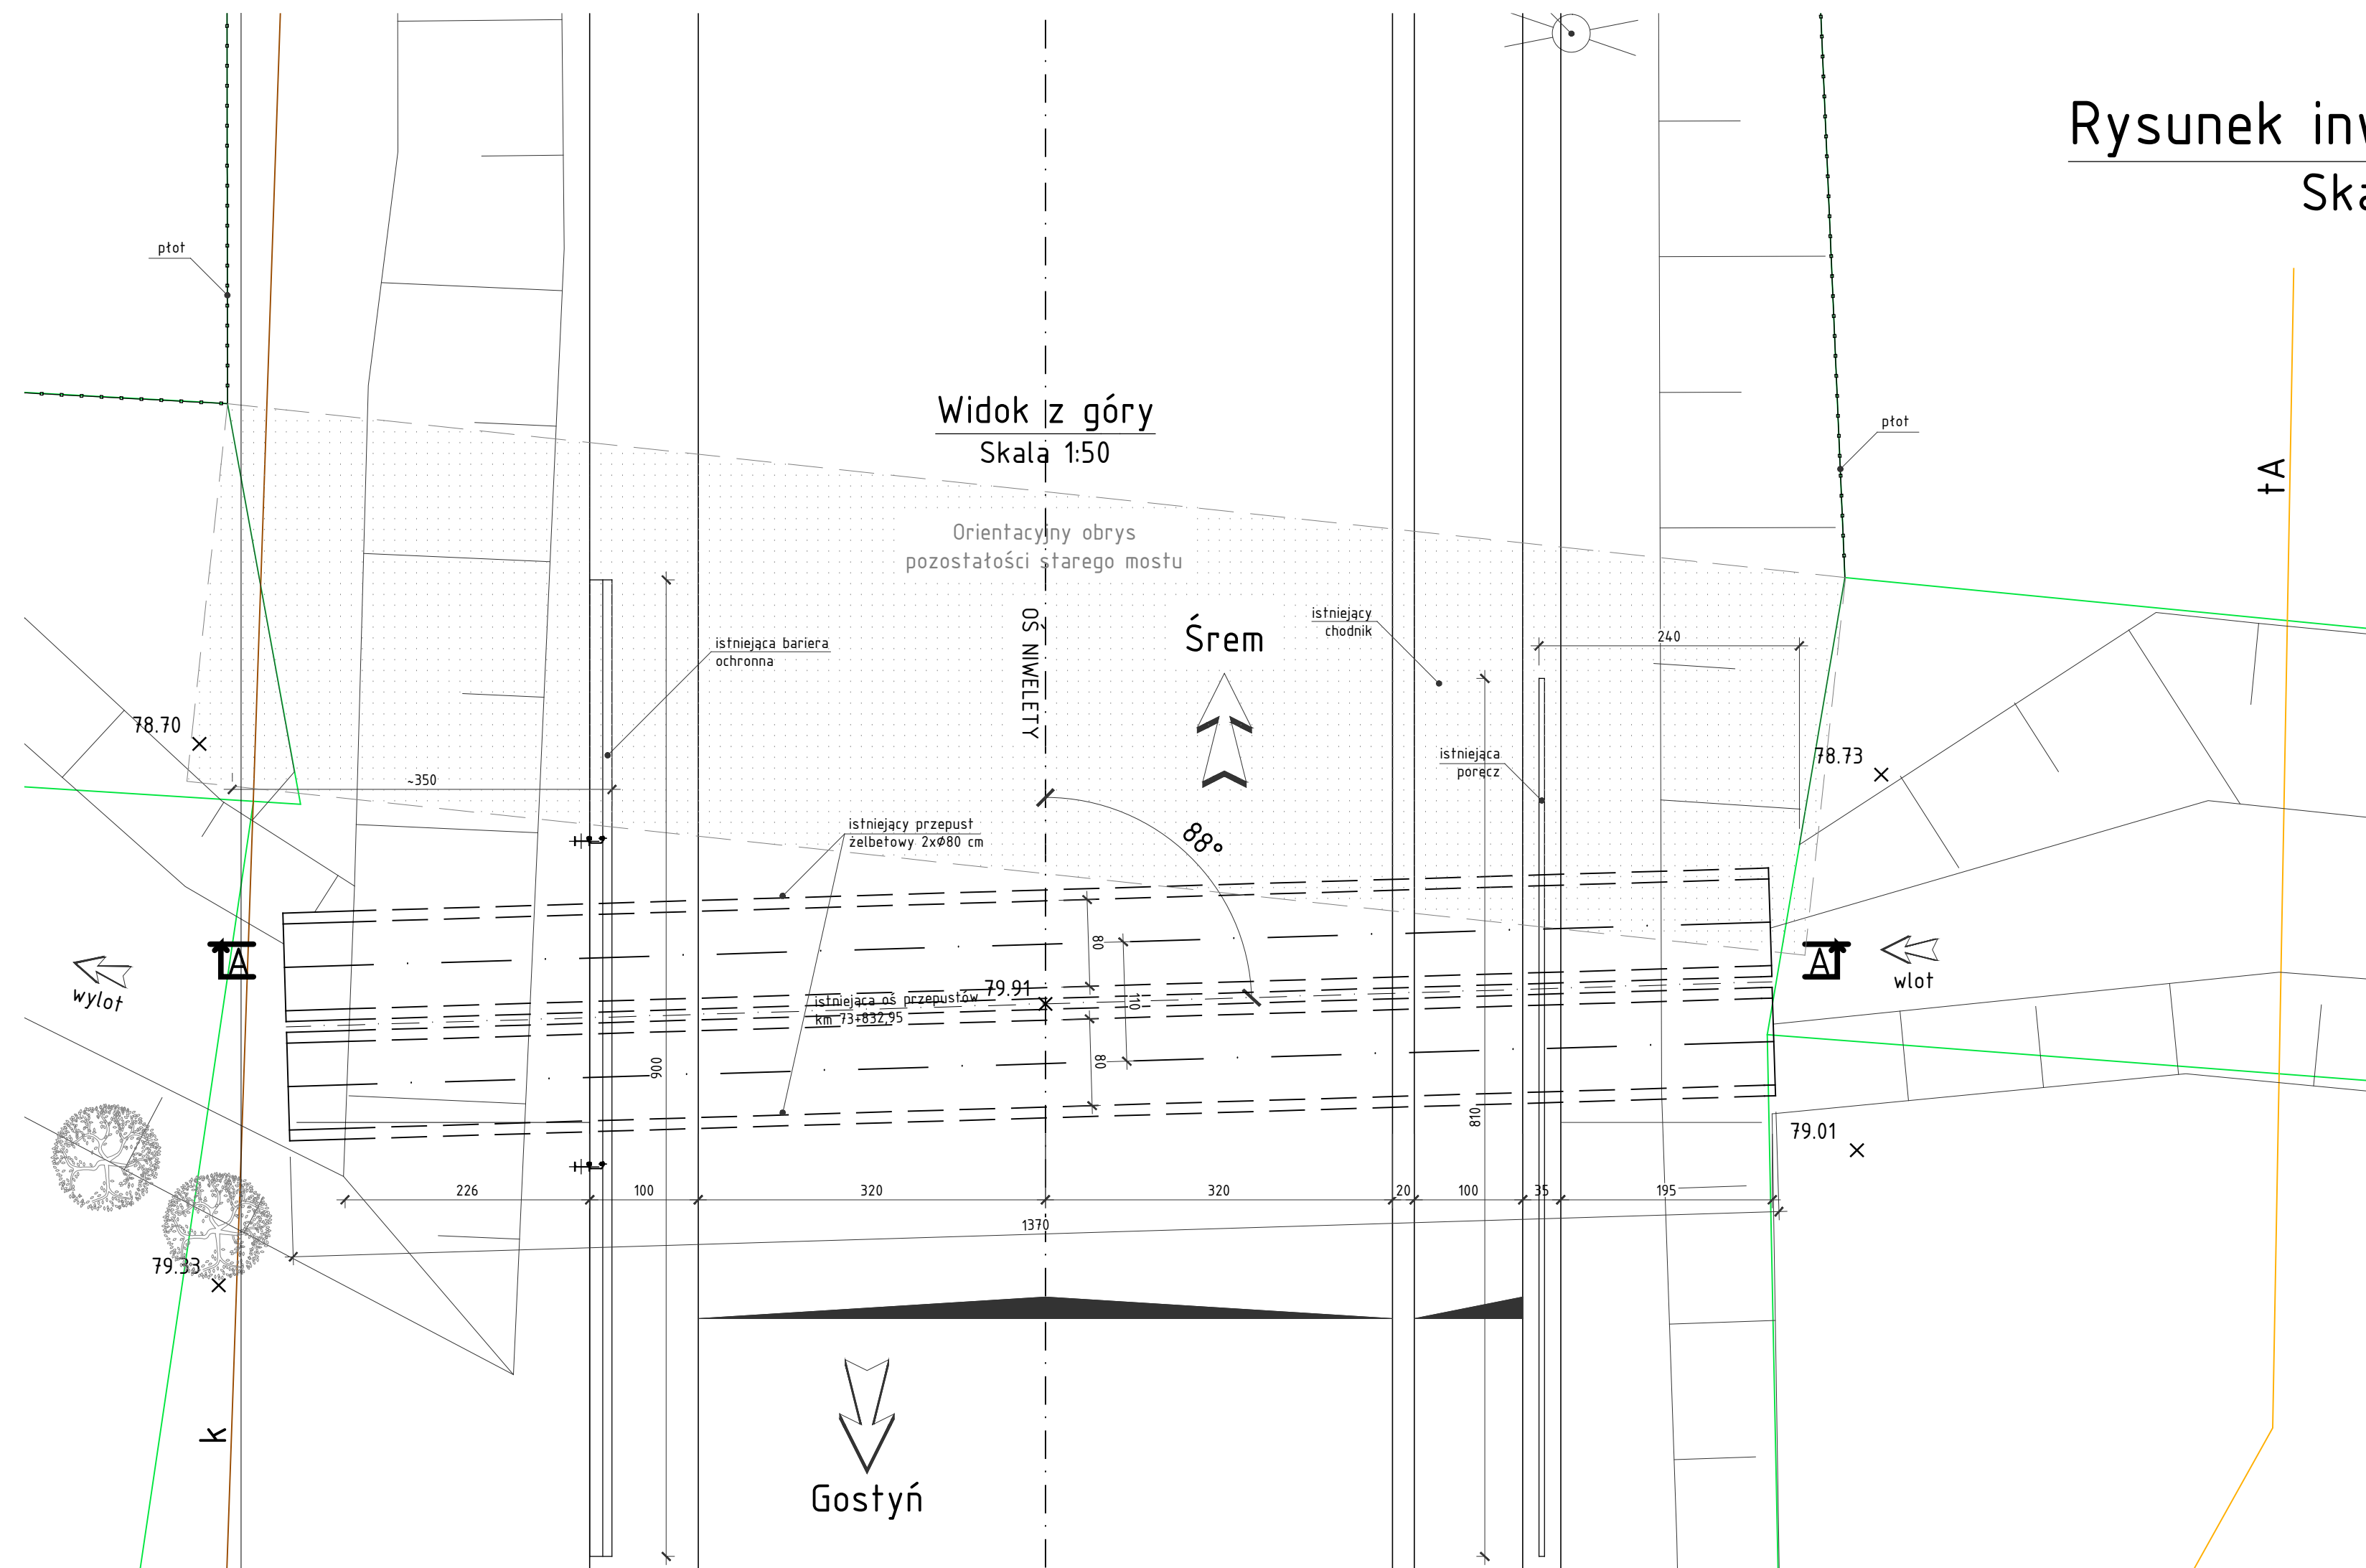 Rysunek inw
Ska
płot
Widok z góry
Skala 1:50
płot
t A
Orientacyjny obrys
pozostałości starego mostu
OŚ NIWELETY
Śrem
istniejący
chodnik
240
istniejąca bariera
ochronna
78.70
~350
istniejąca
poręcz
78.73
istniejący przepust
żelbetowy 2xØ80 cm
88°
80
A
A
wylot
wlot
istniejąca oś przepustów
km 73+832,95
79.91
110
80
900
810
79.01
226
100
320
320
20
100
35
195
1370
79.33
k
Gostyń